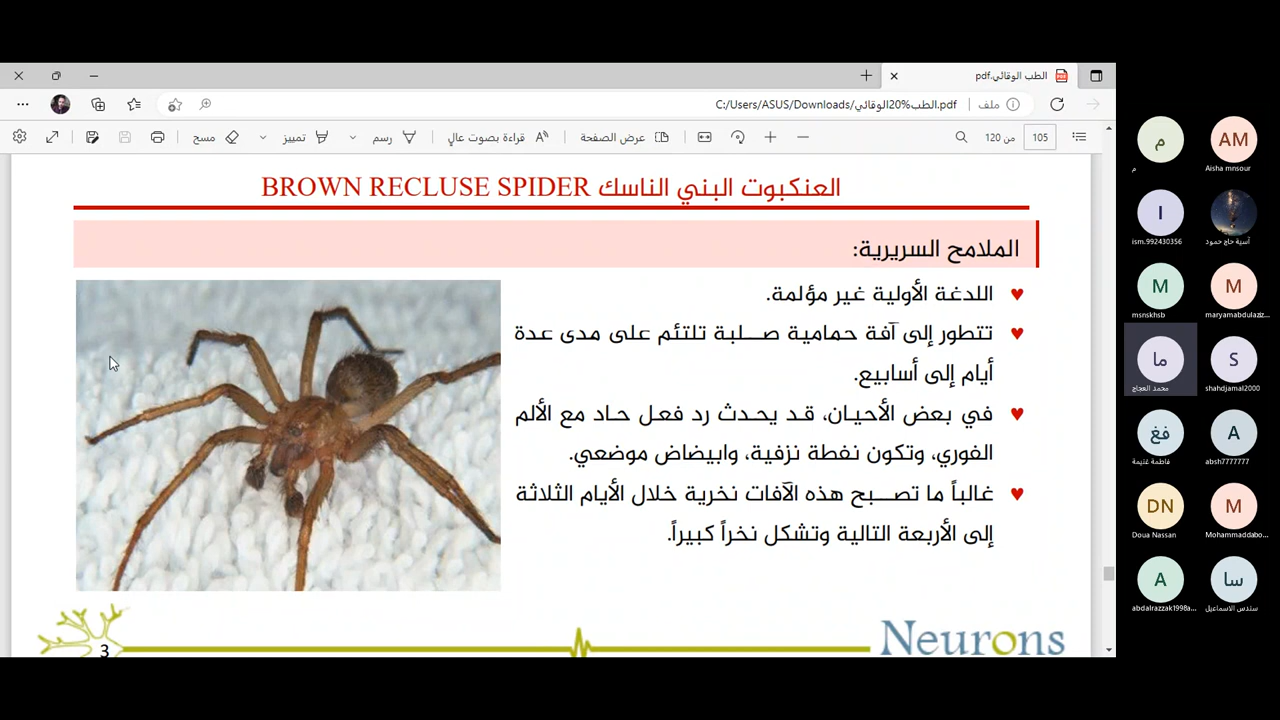 الطب الوقائي.pdf
ملف
C:/Users/ASUS/Downloads/الطب%20الوقائي.pdf
105
من 120
عرض الصفحة
قراءة بصوت عالٍ
رسم
تمييز
مسح
العنكبوت البني الناسك BROWN RECLUSE SPIDER
الملامح السريرية:
اللدغة الأولية غير مؤلمة.
تتطور إلى آفة حمامية صلبة تلتئم على مدى عدة
أيام إلى أسابيع.
في بعض الأحيان، قد يحدث رد فعل حاد مع الألم
الفوري، وتكون نفطة نزفية، وابيضاض موضعي.
غالباً ما تصبح هذه الآفات نخرية خلال الأيام الثلاثة
إلى الأربعة التالية وتشكل نخراً كبيراً.
3
Neurons
م
م
AM
Aisha mnsour
I
ism.992430356
آسية حاج حمود
M
msnskhsb
M
maryamabdulaziz...
ما
محمد العجاج
S
shahdjamal2000
فغ
فاطمة غنيمة
A
absh7777777
DN
Doua Nassan
M
Mohammaddabo...
A
abdalrazzak1998a...
سا
سندس الاسماعيل